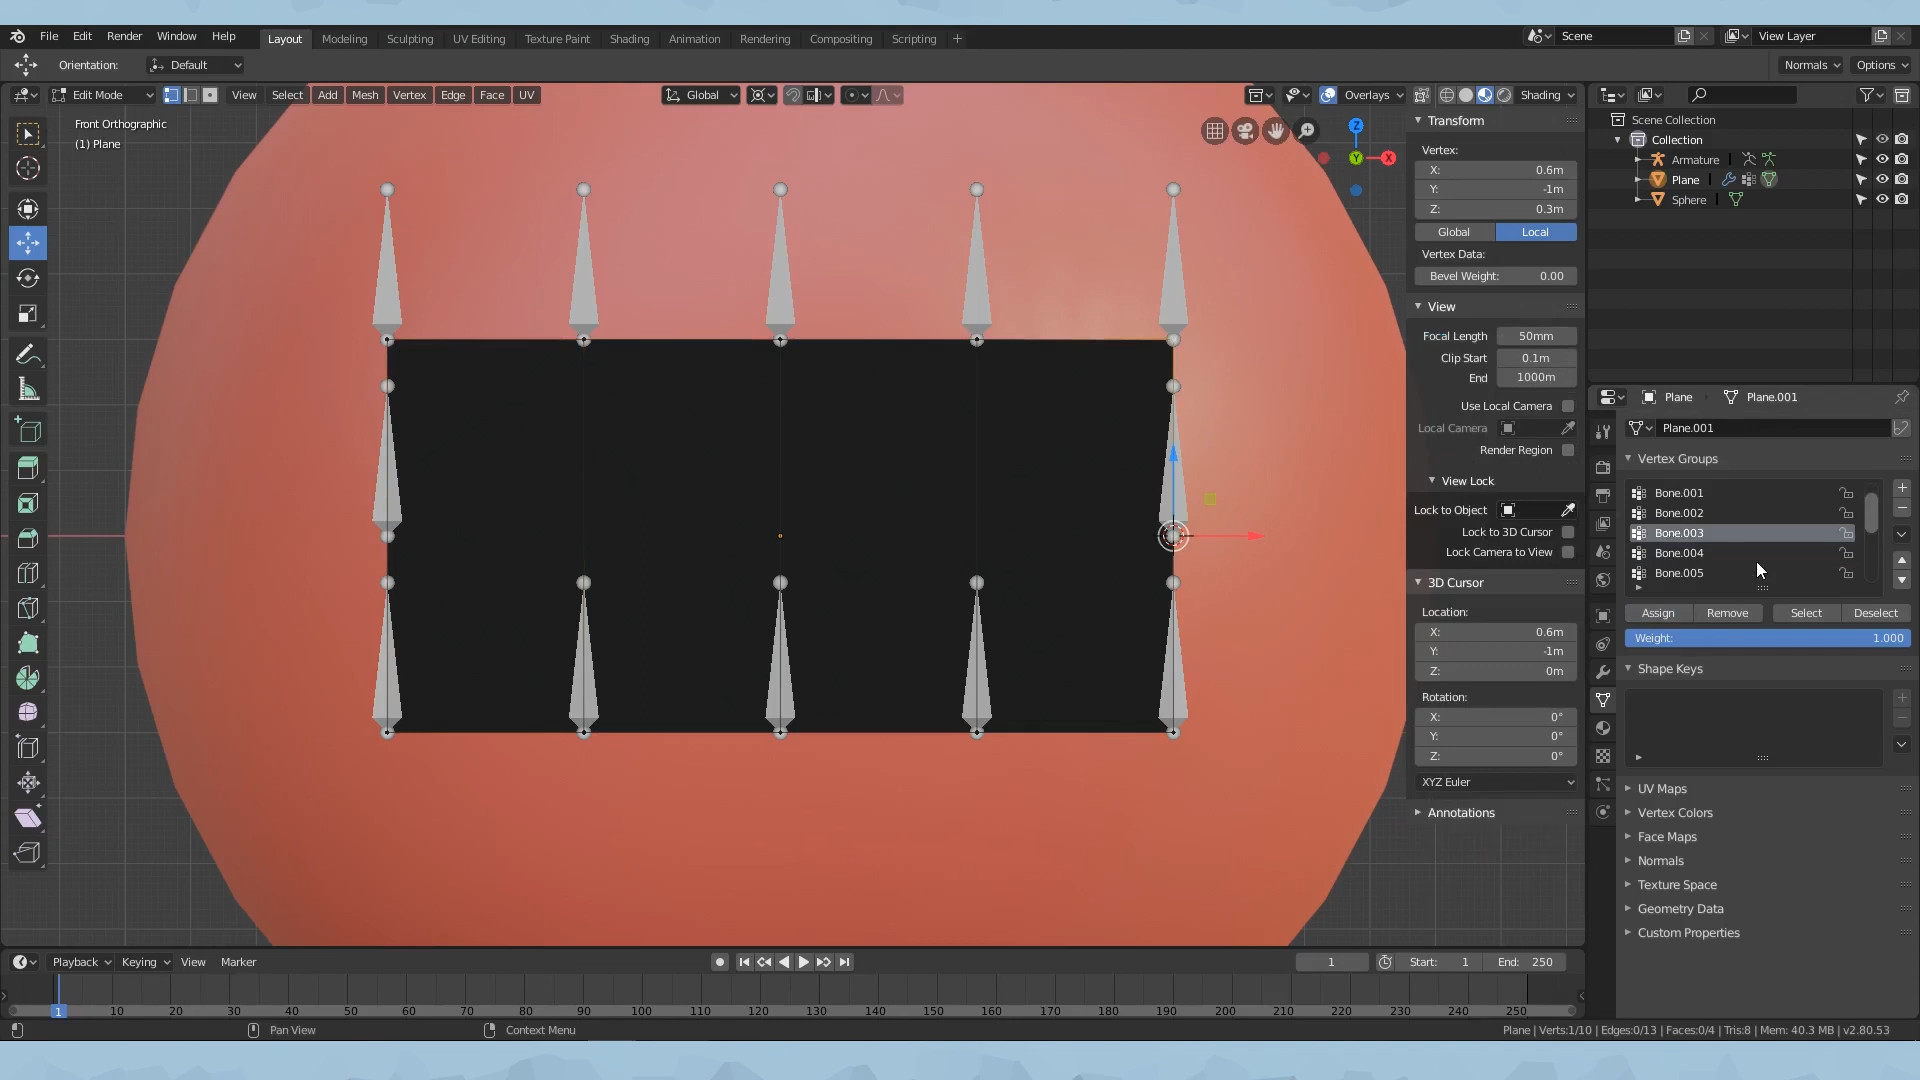 File Edit Render Window Help Layout Modeling Sculpting UV Editing Texture Paint Shading Animation Rendering Compositing Scripting + Scene View Layer
Orientation: Default Normals Options
Edit Mode View Select Add Mesh Vertex Edge Face UV Global Overlays Shading
Front Orthographic
(1) Plane
Z
Y
X
Transform
Vertex:
X: 0.6m
Y: -1m
Z: 0.3m
Global Local
Vertex Data:
Bevel Weight: 0.00
View
Focal Length 50mm
Clip Start 0.1m
End 1000m
Use Local Camera
Local Camera
Render Region
View Lock
Lock to Object
Lock to 3D Cursor
Lock Camera to View
3D Cursor
Location:
X: 0.6m
Y: -1m
Z: 0m
Rotation:
X: 0°
Y: 0°
Z: 0°
XYZ Euler
Annotations
Scene Collection
Collection
Armature
Plane
Sphere
Plane Plane.001
Plane.001
Vertex Groups
Bone.001
Bone.002
Bone.003
Bone.004
Bone.005
Assign Remove Select Deselect
Weight: 1.000
Shape Keys
UV Maps
Vertex Colors
Face Maps
Normals
Texture Space
Geometry Data
Custom Properties
Playback Keying View Marker 1 Start: 1 End: 250
1 10 20 30 40 50 60 70 80 90 100 110 120 130 140 150 160 170 180 190 200 210 220 230 240 250
Pan View Context Menu Plane | Verts:1/10 | Edges:0/13 | Faces:0/4 | Tris:8 | Mem: 40.3 MB | v2.80.53